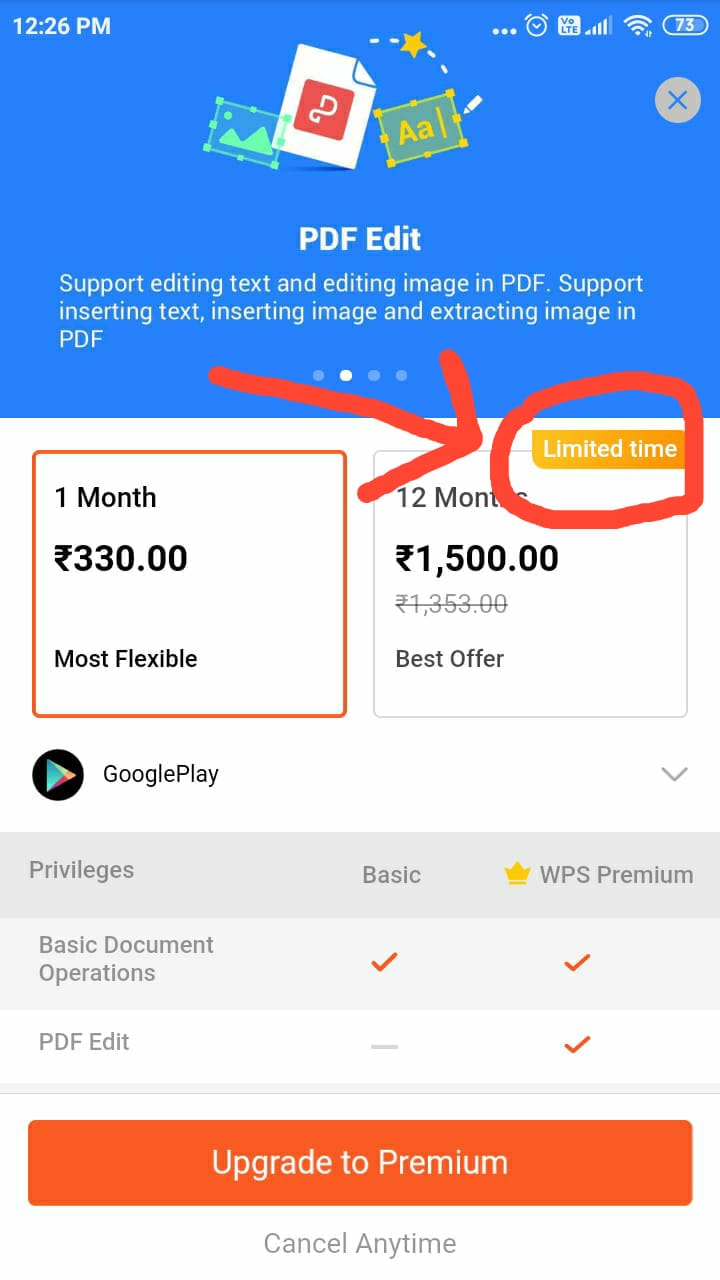 12:26 PM
Vo LTE
73
Aa
PDF Edit
Support editing text and editing image in PDF. Support
inserting text, inserting image and extracting image in
PDF
Limited time
1 Month
12 Months
₹330.00
₹1,500.00
₹1,353.00
Most Flexible
Best Offer
GooglePlay
Privileges
Basic
WPS Premium
Basic Document
Operations
PDF Edit
Upgrade to Premium
Cancel Anytime